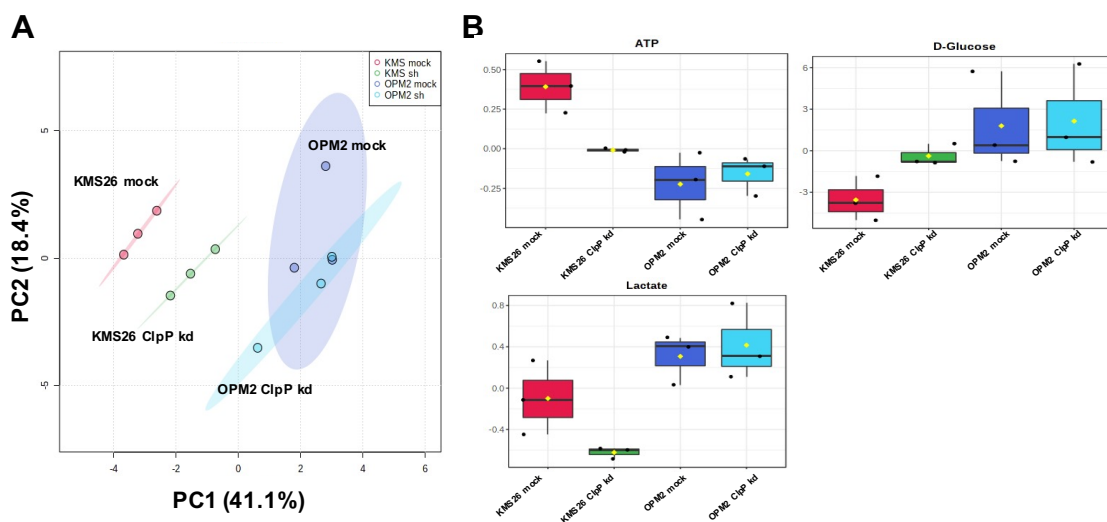 A
KMS mock
KMS sh
OPM2 mock
OPM2 sh
OPM2 mock
KMS26 mock
KMS26 ClpP kd
OPM2 ClpP kd
5
0
-5
-4
-2
0
2
4
6
PC2 (18.4%)
PC1 (41.1%)
B
ATP
0.50
0.25
0.00
-0.25
KMS26 mock
KMS26 ClpP kd
OPM2 mock
OPM2 ClpP kd
D-Glucose
6
3
0
-3
KMS26 mock
KMS26 ClpP kd
OPM2 mock
OPM2 ClpP kd
Lactate
0.8
0.4
0.0
-0.4
KMS26 mock
KMS26 ClpP kd
OPM2 mock
OPM2 ClpP kd